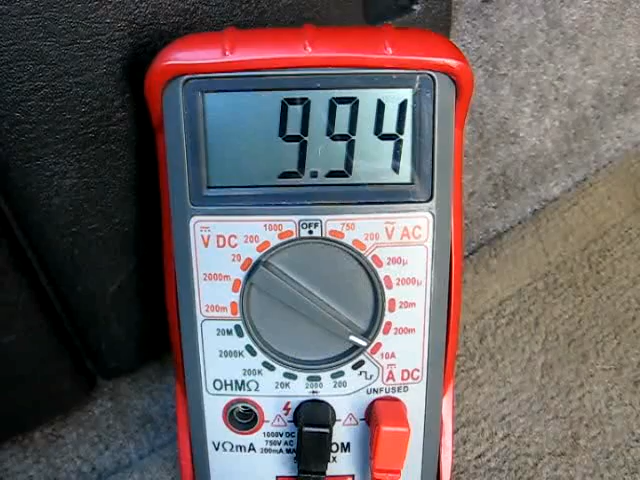 9.94
OFF
V DC
1000
750
V AC
200
200
20
200µ
2000m
2000µ
200m
20m
20M
200m
2000K
10A
200K
20K
2000
200
A DC
OHMΩ
UNFUSED
VΩmA
1000V DC
750V AC
200mA MAX
COM